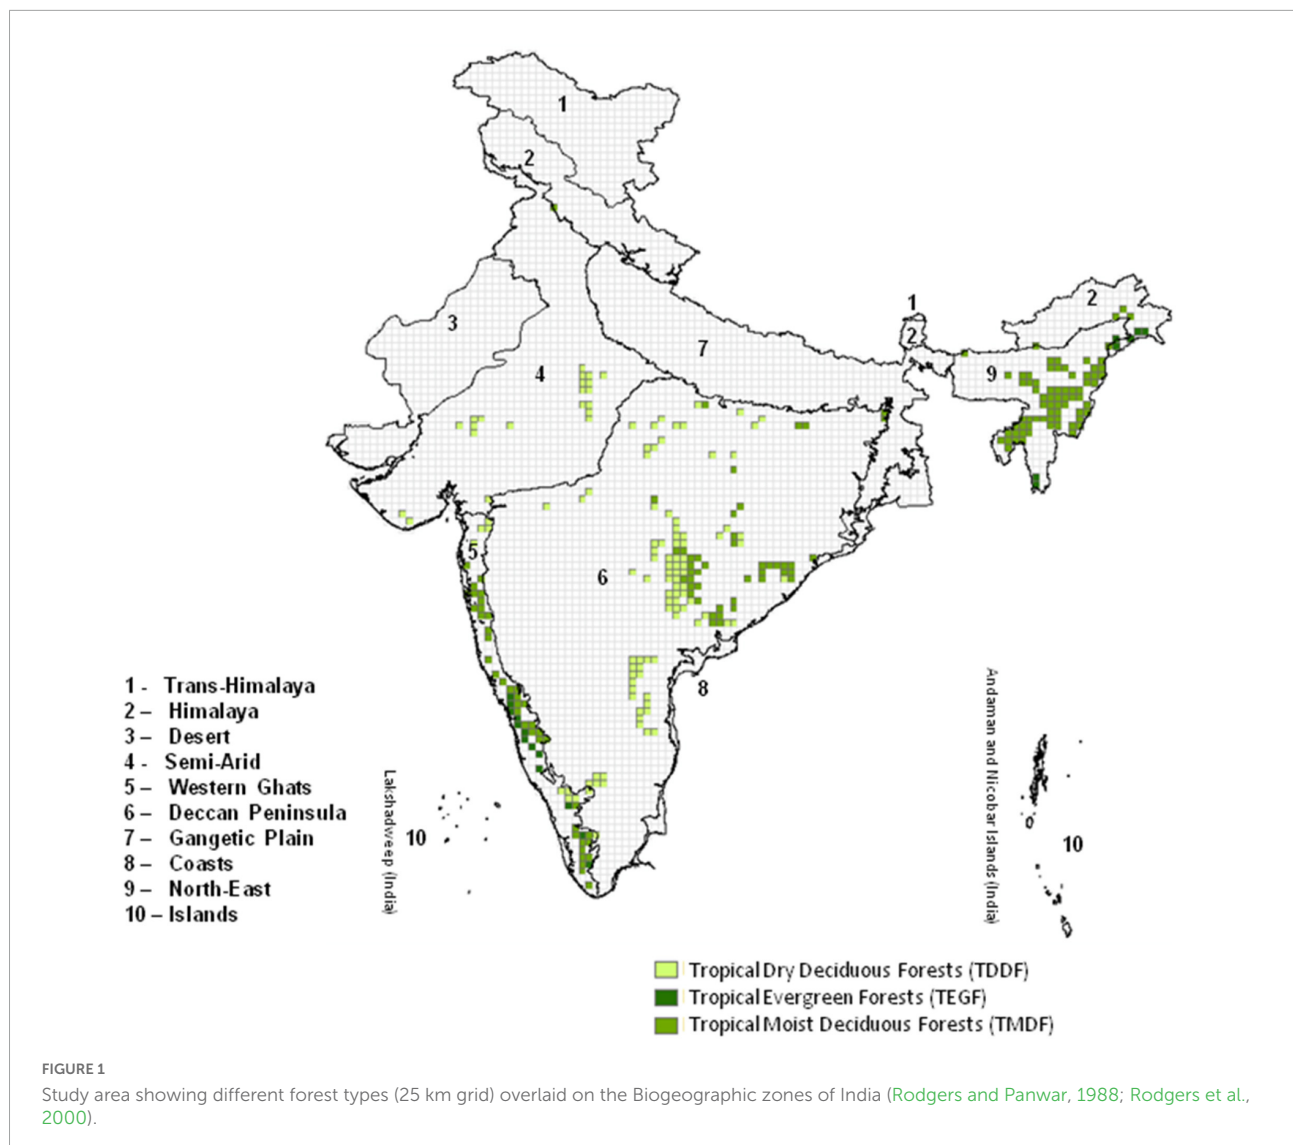 1
2
1
2
2
3
7
9
4
5
6
8
1 - Trans-Himalaya
2 – Himalaya
3 – Desert
4 - Semi-Arid
5 – Western Ghats
6 – Deccan Peninsula
7 – Gangetic Plain
8 – Coasts
9 – North-East
10 – Islands
Lakshadweep (India)
10
Andaman and Nicobar Islands (India)
10
Tropical Dry Deciduous Forests (TDDF)
Tropical Evergreen Forests (TEGF)
Tropical Moist Deciduous Forests (TMDF)
FIGURE 1
Study area showing different forest types (25 km grid) overlaid on the Biogeographic zones of India (Rodgers and Panwar, 1988; Rodgers et al.,
2000).